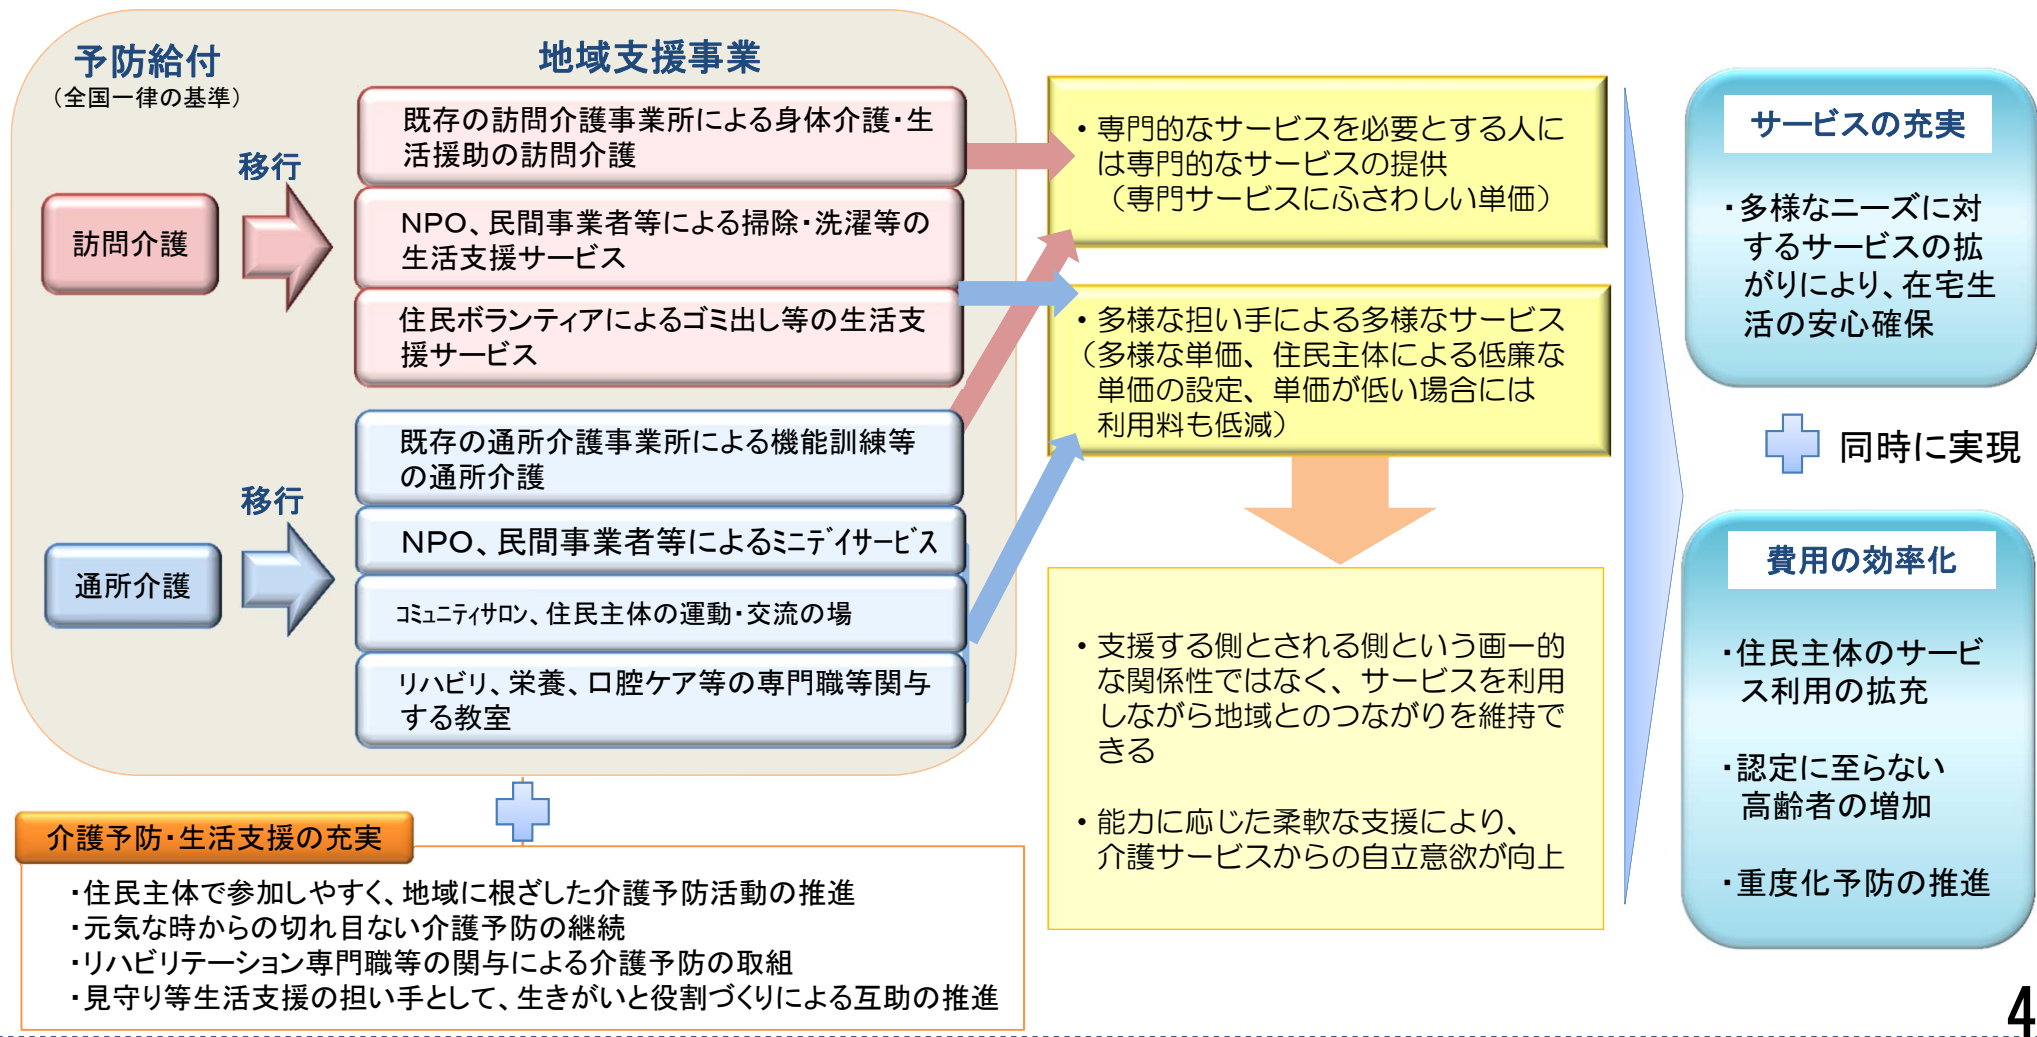 予防給付
（全国一律の基準）
地域支援事業
移行
訪問介護
既存の訪問介護事業所による身体介護・生
活援助の訪問介護
NPO、民間事業者等による掃除・洗濯等の
生活支援サービス
住民ボランティアによるゴミ出し等の生活支
援サービス
移行
通所介護
既存の通所介護事業所による機能訓練等
の通所介護
NPO、民間事業者等によるミニデイサービス
コミュニティサロン、住民主体の運動・交流の場
リハビリ、栄養、口腔ケア等の専門職等関与
する教室
・専門的なサービスを必要とする人に
は専門的なサービスの提供
（専門サービスにふさわしい単価）
・多様な担い手による多様なサービス
（多様な単価、住民主体による低廉な
単価の設定、単価が低い場合には
利用料も低減）
・支援する側とされる側という画一的
な関係性ではなく、サービスを利用
しながら地域とのつながりを維持で
きる
・能力に応じた柔軟な支援により、
介護サービスからの自立意欲が向上
サービスの充実
・多様なニーズに対
するサービスの拡
がりにより、在宅生
活の安心確保
同時に実現
費用の効率化
・住民主体のサービ
ス利用の拡充
・認定に至らない
高齢者の増加
・重度化予防の推進
介護予防・生活支援の充実
・住民主体で参加しやすく、地域に根ざした介護予防活動の推進
・元気な時からの切れ目ない介護予防の継続
・リハビリテーション専門職等の関与による介護予防の取組
・見守り等生活支援の担い手として、生きがいと役割づくりによる互助の推進
4